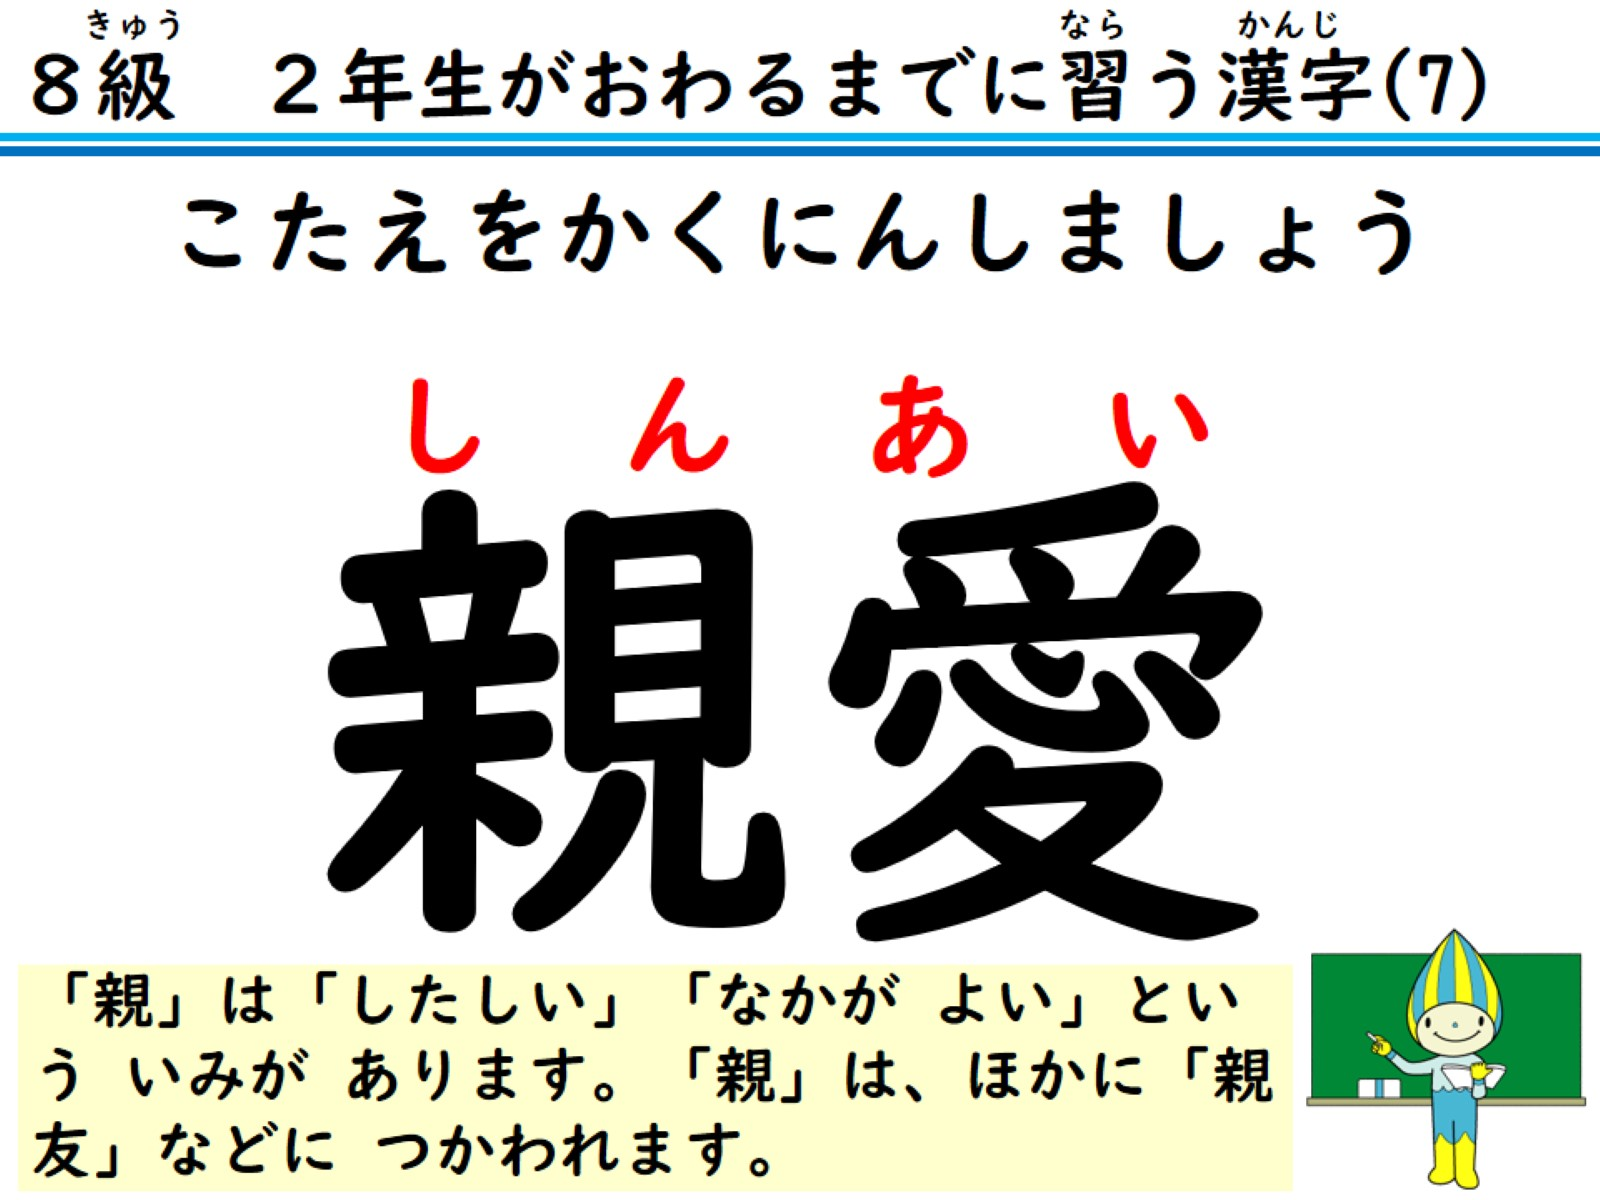 きゅう なら かんじ
8級　２年生がおわるまでに習う漢字(7)
こたえをかくにんしましょう
しんあい
親愛
「親」は「したしい」「なかが よい」とい
う いみが あります。「親」は、ほかに「親
友」などに つかわれます。